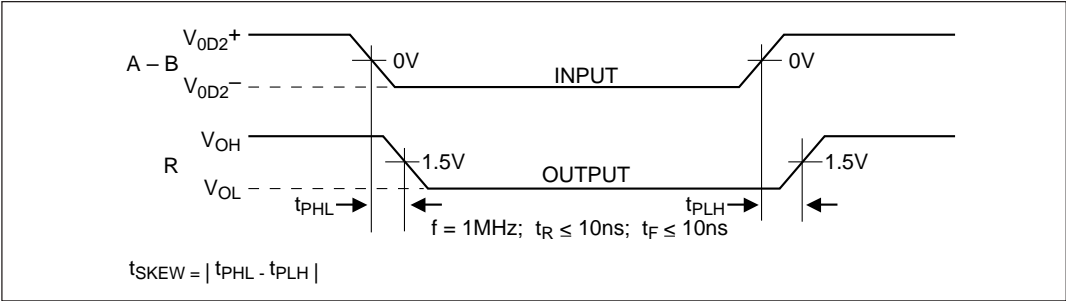 V0D2+
A – B
0V
0V
V0D2–
INPUT
VOH
R
1.5V
1.5V
VOL
OUTPUT
tPHL
tPLH
f = 1MHz; tR ≤ 10ns; tF ≤ 10ns
tSKEW = | tPHL - tPLH |